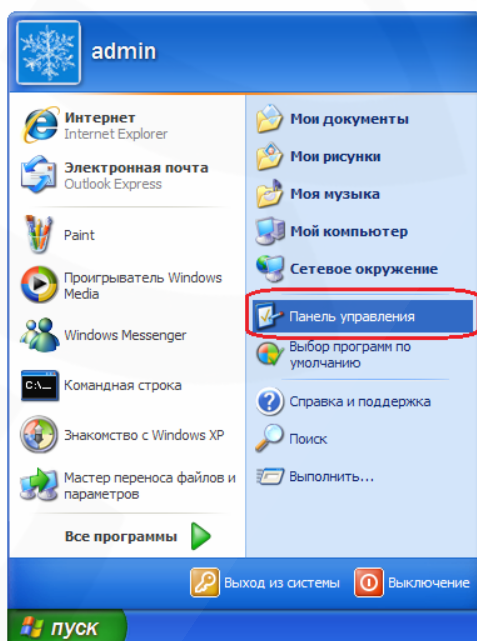 admin
Интернет
Internet Explorer
Электронная почта
Outlook Express
Paint
Проигрыватель Windows
Media
Windows Messenger
C:\_
Командная строка
Знакомство с Windows XP
Мастер переноса файлов и
параметров
Все программы
Мои документы
Мои рисунки
Моя музыка
Мой компьютер
Сетевое окружение
Панель управления
Выбор программ по
умолчанию
Справка и поддержка
Поиск
Выполнить...
Выход из системы
Выключение
пуск